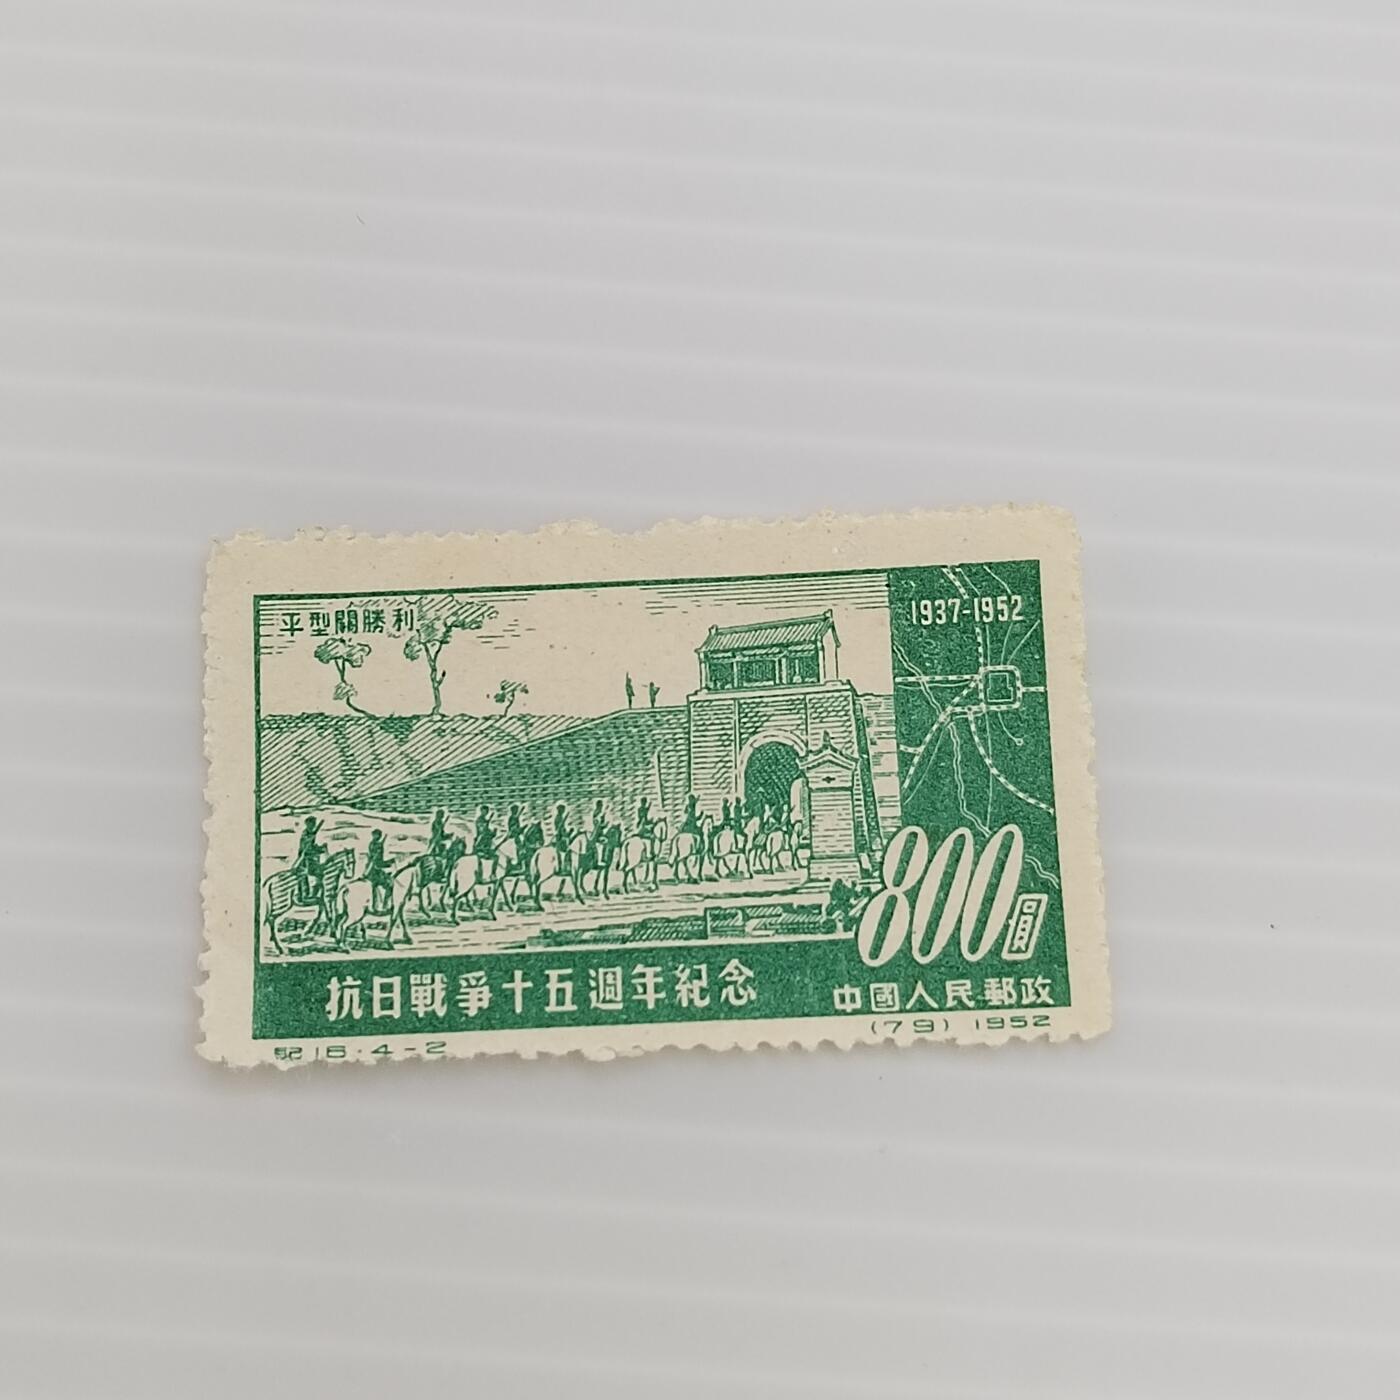 平型關勝利
1937-1952
800圓
抗日戰爭十五週年紀念
中國人民郵政
紀16.4-2
(79) 1952